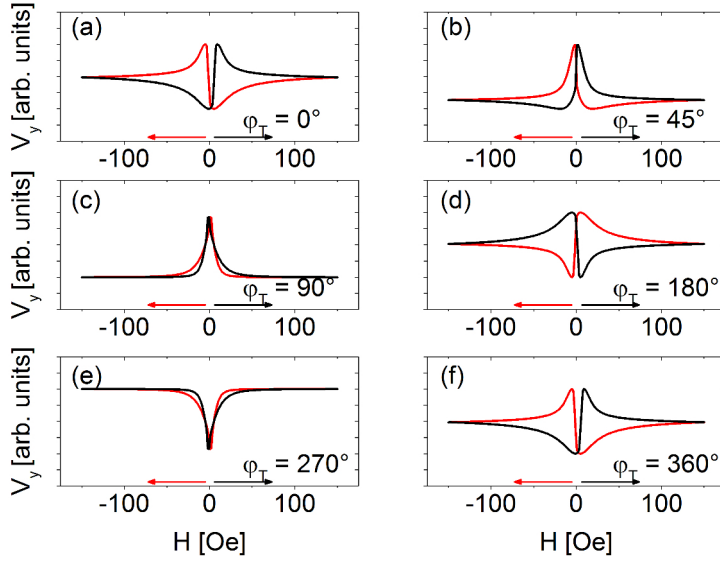 (a)
V_y [arb. units]
φ_T = 0°
-100 0 100
(b)
φ_T = 45°
-100 0 100
(c)
V_y [arb. units]
φ_T = 90°
-100 0 100
(d)
φ_T = 180°
-100 0 100
(e)
V_y [arb. units]
φ_T = 270°
-100 0 100
H [Oe]
(f)
φ_T = 360°
-100 0 100
H [Oe]